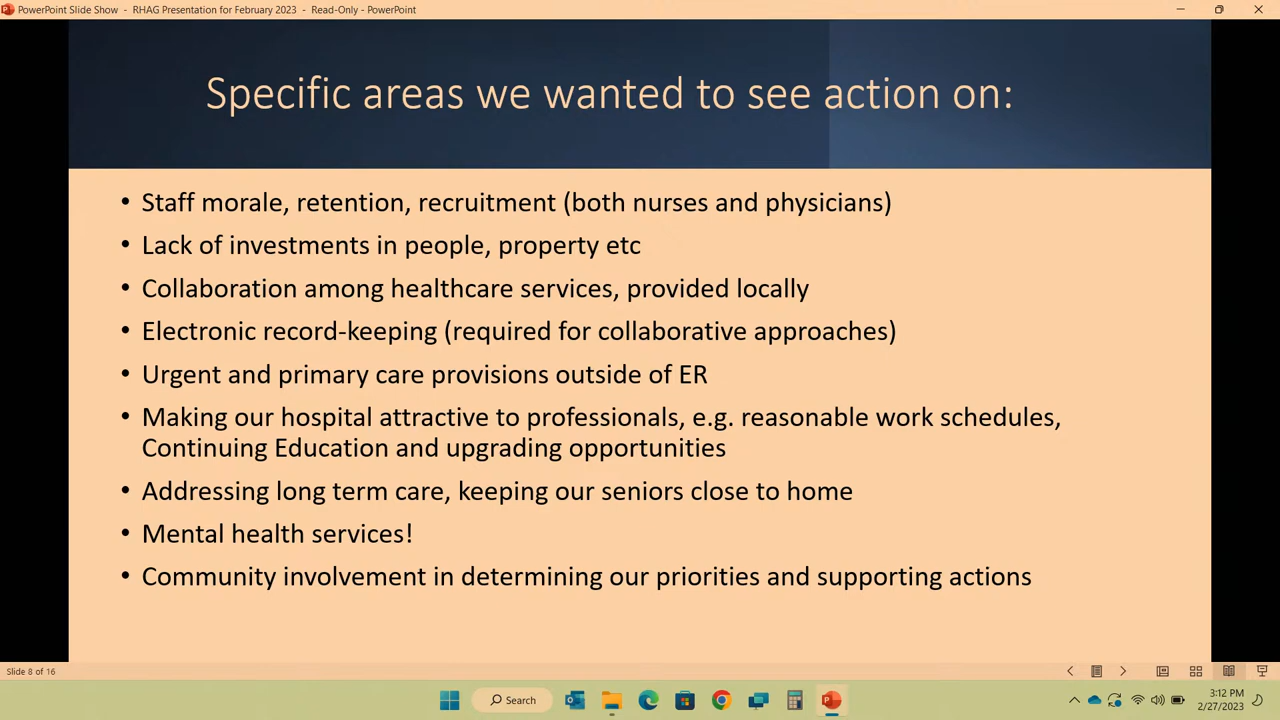 PowerPoint Slide Show - RHAG Presentation for February 2023 - Read-Only - PowerPoint
Specific areas we wanted to see action on:
• Staff morale, retention, recruitment (both nurses and physicians)
• Lack of investments in people, property etc
• Collaboration among healthcare services, provided locally
• Electronic record-keeping (required for collaborative approaches)
• Urgent and primary care provisions outside of ER
• Making our hospital attractive to professionals, e.g. reasonable work schedules,
Continuing Education and upgrading opportunities
• Addressing long term care, keeping our seniors close to home
• Mental health services!
• Community involvement in determining our priorities and supporting actions
Slide 8 of 16
Search
3:12 PM
2/27/2023